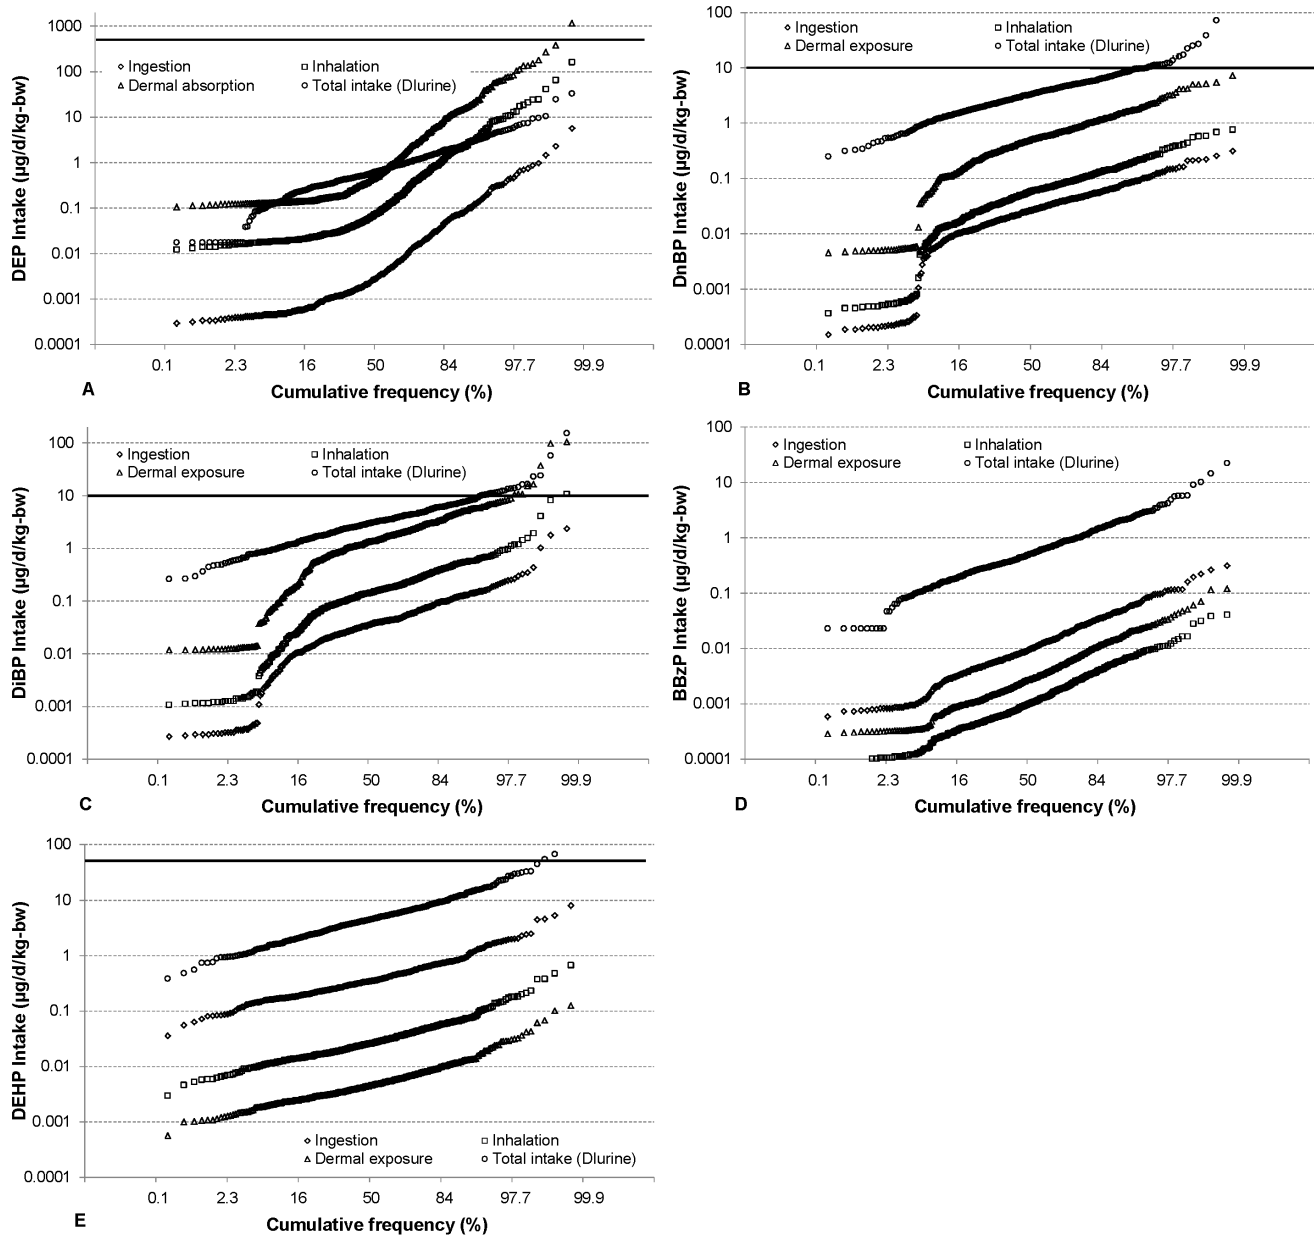 1000
100
10
1
0.1
0.01
0.001
0.0001
DEP Intake (µg/d/kg-bw)
Ingestion
Inhalation
Dermal absorption
Total intake (DIurine)
0.1 2.3 16 50 84 97.7 99.9
A
Cumulative frequency (%)
100
10
1
0.1
0.01
0.001
0.0001
DnBP Intake (µg/d/kg-bw)
Ingestion
Inhalation
Dermal exposure
Total intake (DIurine)
0.1 2.3 16 50 84 97.7 99.9
B
Cumulative frequency (%)
100
10
1
0.1
0.01
0.001
0.0001
DiBP Intake (µg/d/kg-bw)
Ingestion
Inhalation
Dermal exposure
Total intake (DIurine)
0.1 2.3 16 50 84 97.7 99.9
C
Cumulative frequency (%)
100
10
1
0.1
0.01
0.001
0.0001
BBzP Intake (µg/d/kg-bw)
Ingestion
Inhalation
Dermal exposure
Total intake (DIurine)
0.1 2.3 16 50 84 97.7 99.9
D
Cumulative frequency (%)
100
10
1
0.1
0.01
0.001
0.0001
DEHP Intake (µg/d/kg-bw)
Ingestion
Inhalation
Dermal exposure
Total intake (DIurine)
0.1 2.3 16 50 84 97.7 99.9
E
Cumulative frequency (%)